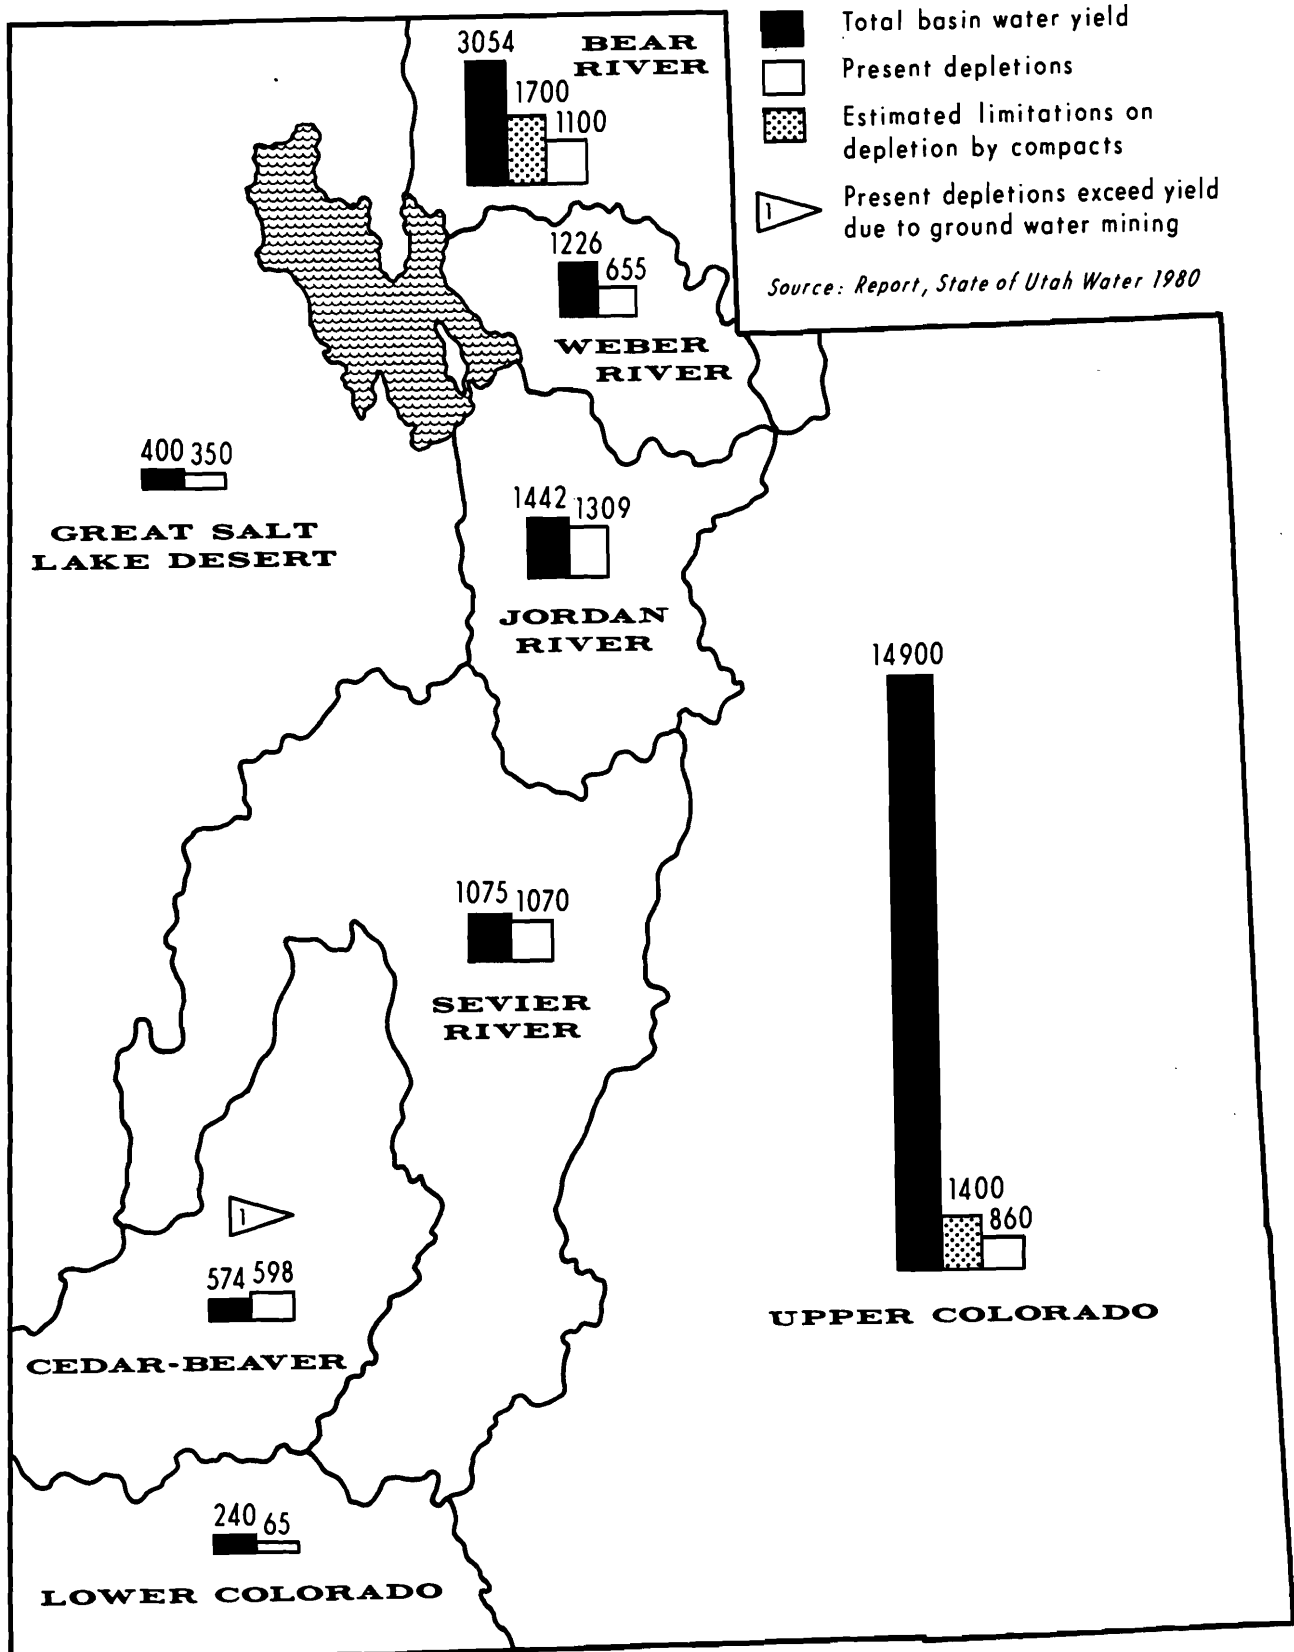 Total basin water yield
Present depletions
Estimated limitations on
depletion by compacts
1
Present depletions exceed yield
due to ground water mining
Source: Report, State of Utah Water 1980
3054
1700
1100
BEAR
RIVER
1226
655
WEBER
RIVER
400 350
GREAT SALT
LAKE DESERT
1442
1309
JORDAN
RIVER
14900
1400
860
UPPER COLORADO
1075 1070
SEVIER
RIVER
1
574 598
CEDAR-BEAVER
240 65
LOWER COLORADO